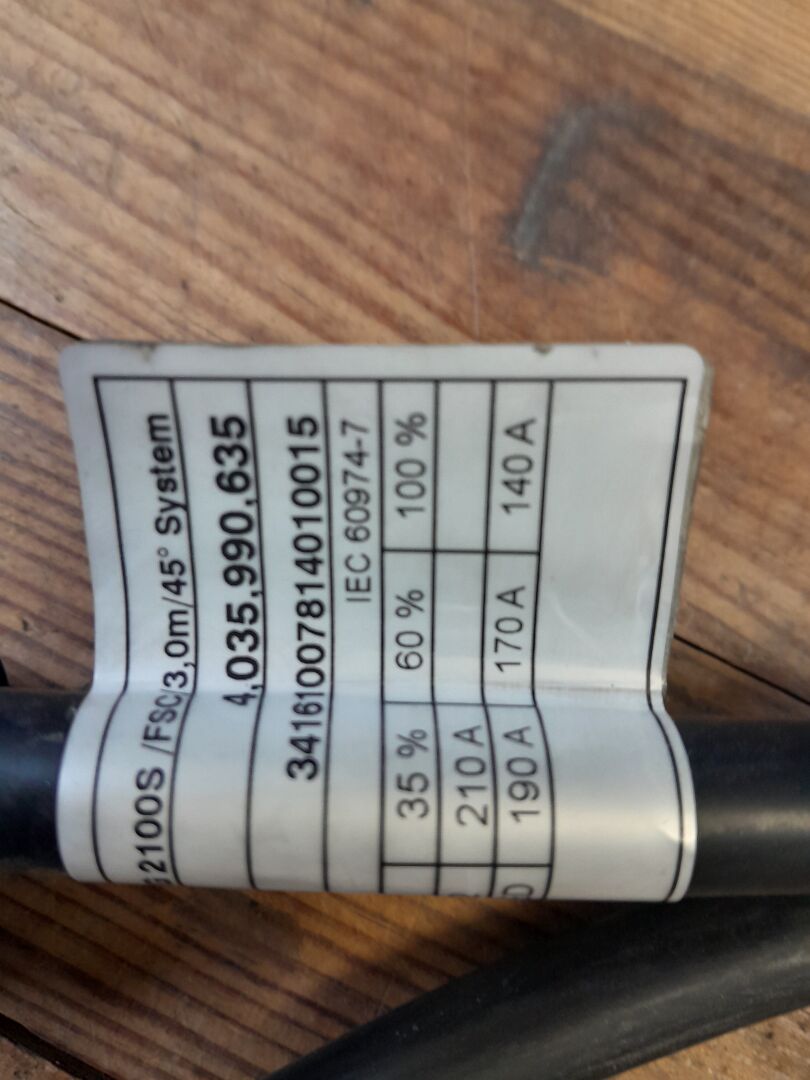 2100S /FSC/3,0m/45° System
4,035,990,635
34161007814010015
IEC 60974-7
35 % 60 % 100 %
210 A
190 A 170 A 140 A